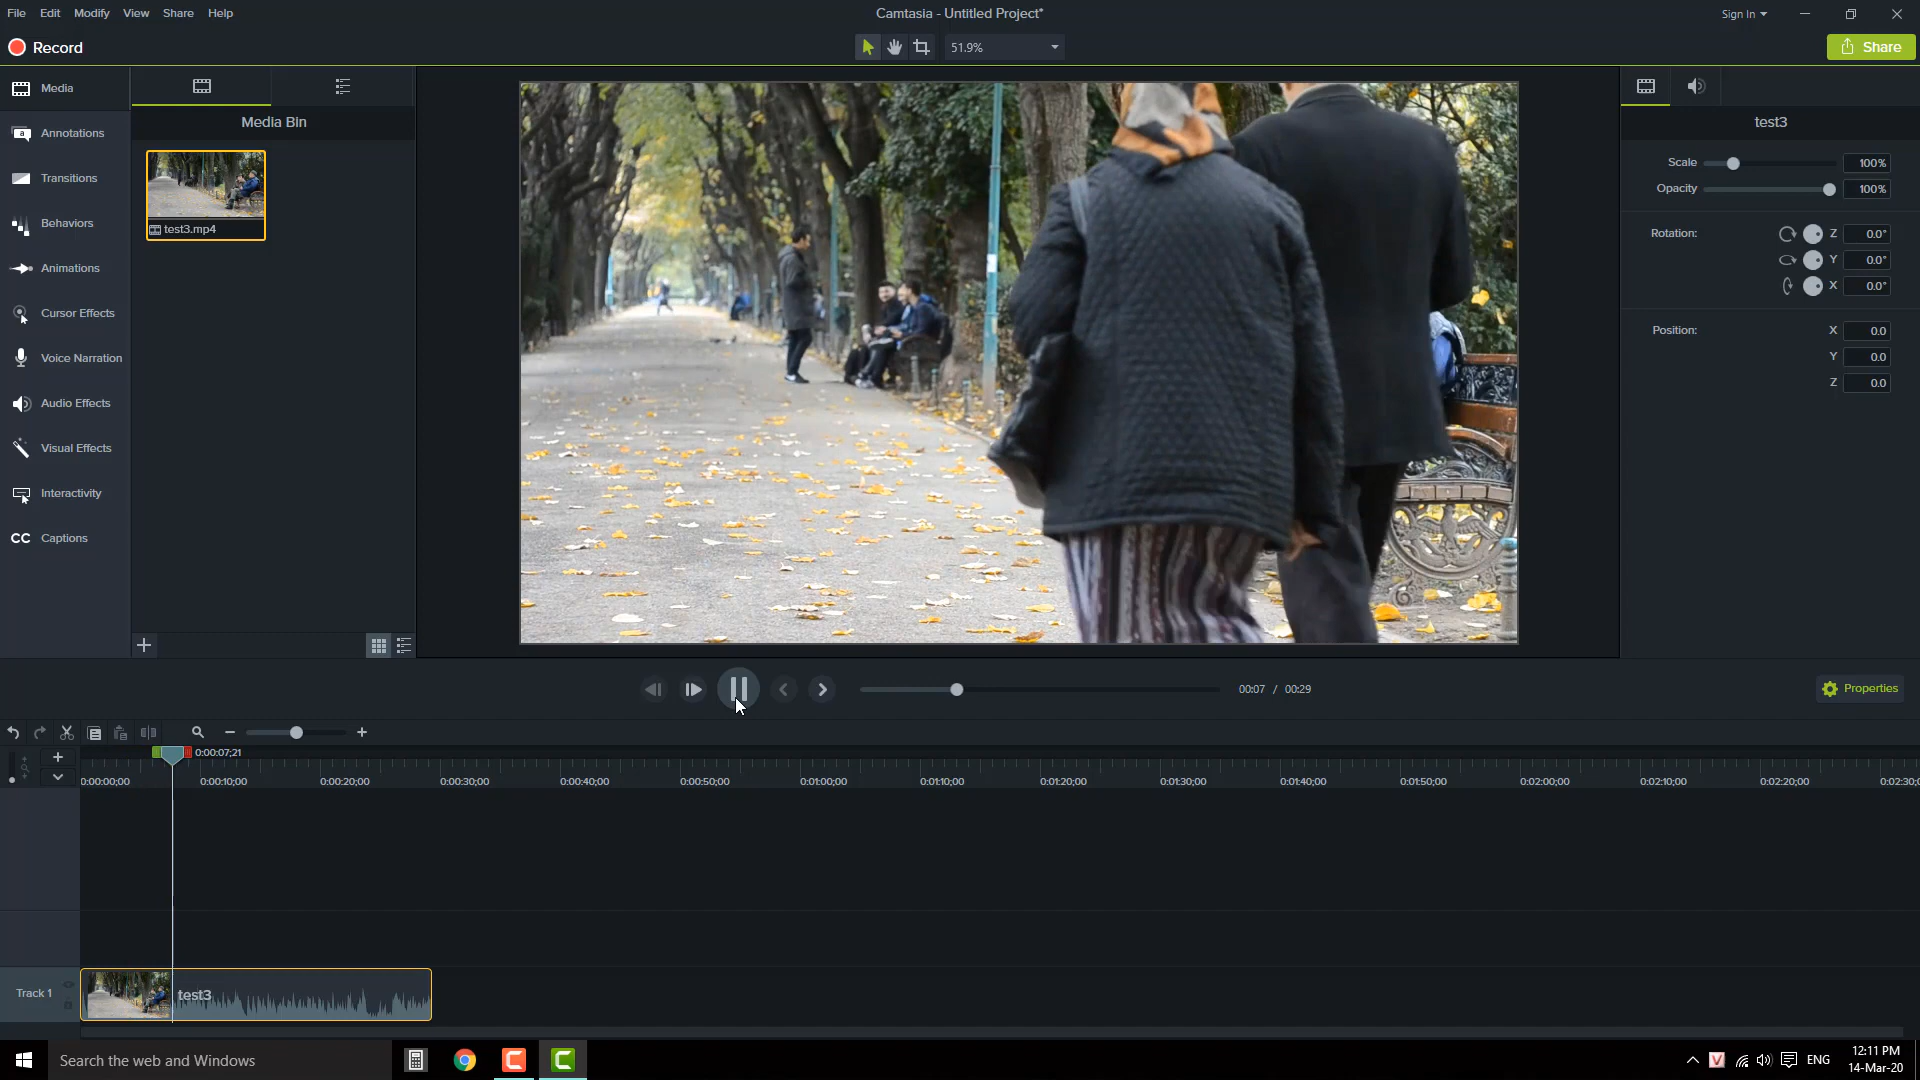 File Edit Modify View Share Help
Camtasia - Untitled Project*
Sign In
Record
51.9%
Share
Media
Annotations
Transitions
Behaviors
Animations
Cursor Effects
Voice Narration
Audio Effects
Visual Effects
Interactivity
CC Captions
Media Bin
test3.mp4
test3
Scale 100%
Opacity 100%
Rotation: Z 0.0°
Y 0.0°
X 0.0°
Position: X 0.0
Y 0.0
Z 0.0
00:07 / 00:29
Properties
0:00:07;21
0:00:00;00 0:00:10;00 0:00:20;00 0:00:30;00 0:00:40;00 0:00:50;00 0:01:00;00 0:01:10;00 0:01:20;00 0:01:30;00 0:01:40;00 0:01:50;00 0:02:00;00 0:02:10;00 0:02:20;00 0:02:30;0
Track 1
test3
Search the web and Windows
ENG
12:11 PM
14-Mar-20